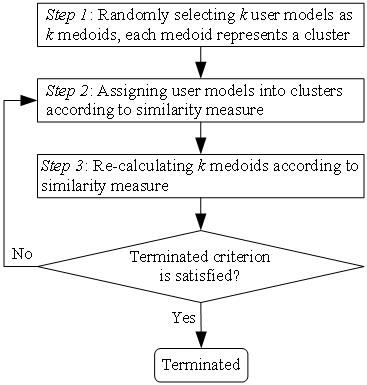 Step 1: Randomly selecting k user models as
k medoids, each medoid represents a cluster
Step 2: Assigning user models into clusters
according to similarity measure
Step 3: Re-calculating k medoids according to
similarity measure
Terminated criterion
is satisfied?
No
Yes
Terminated